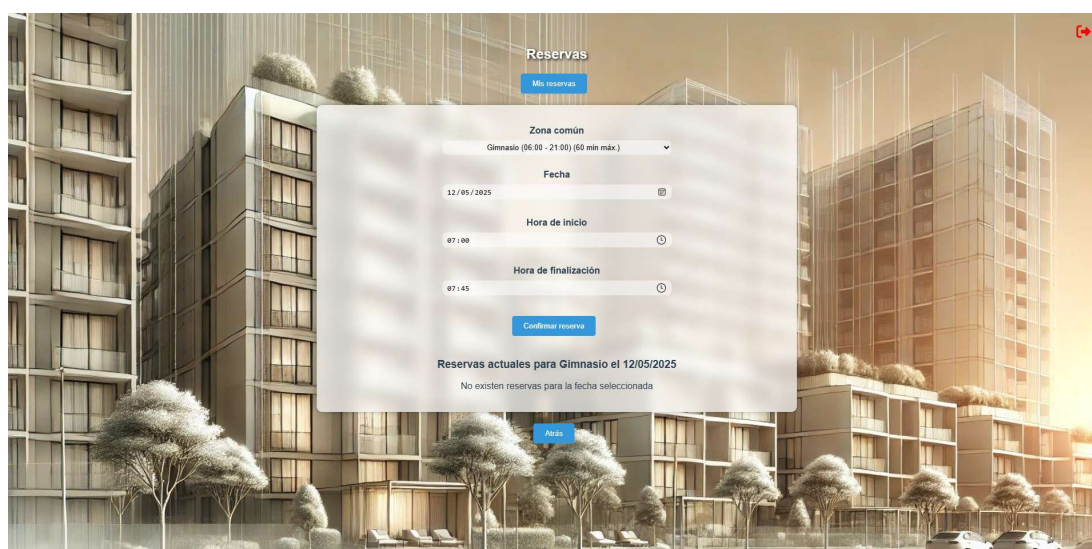 Reservas
Mis reservas
Zona común
Gimnasio (06:00 - 21:00) (60 min máx.)
Fecha
12/05/2025
Hora de inicio
07:00
Hora de finalización
07:45
Confirmar reserva
Reservas actuales para Gimnasio el 12/05/2025
No existen reservas para la fecha seleccionada
Atrás